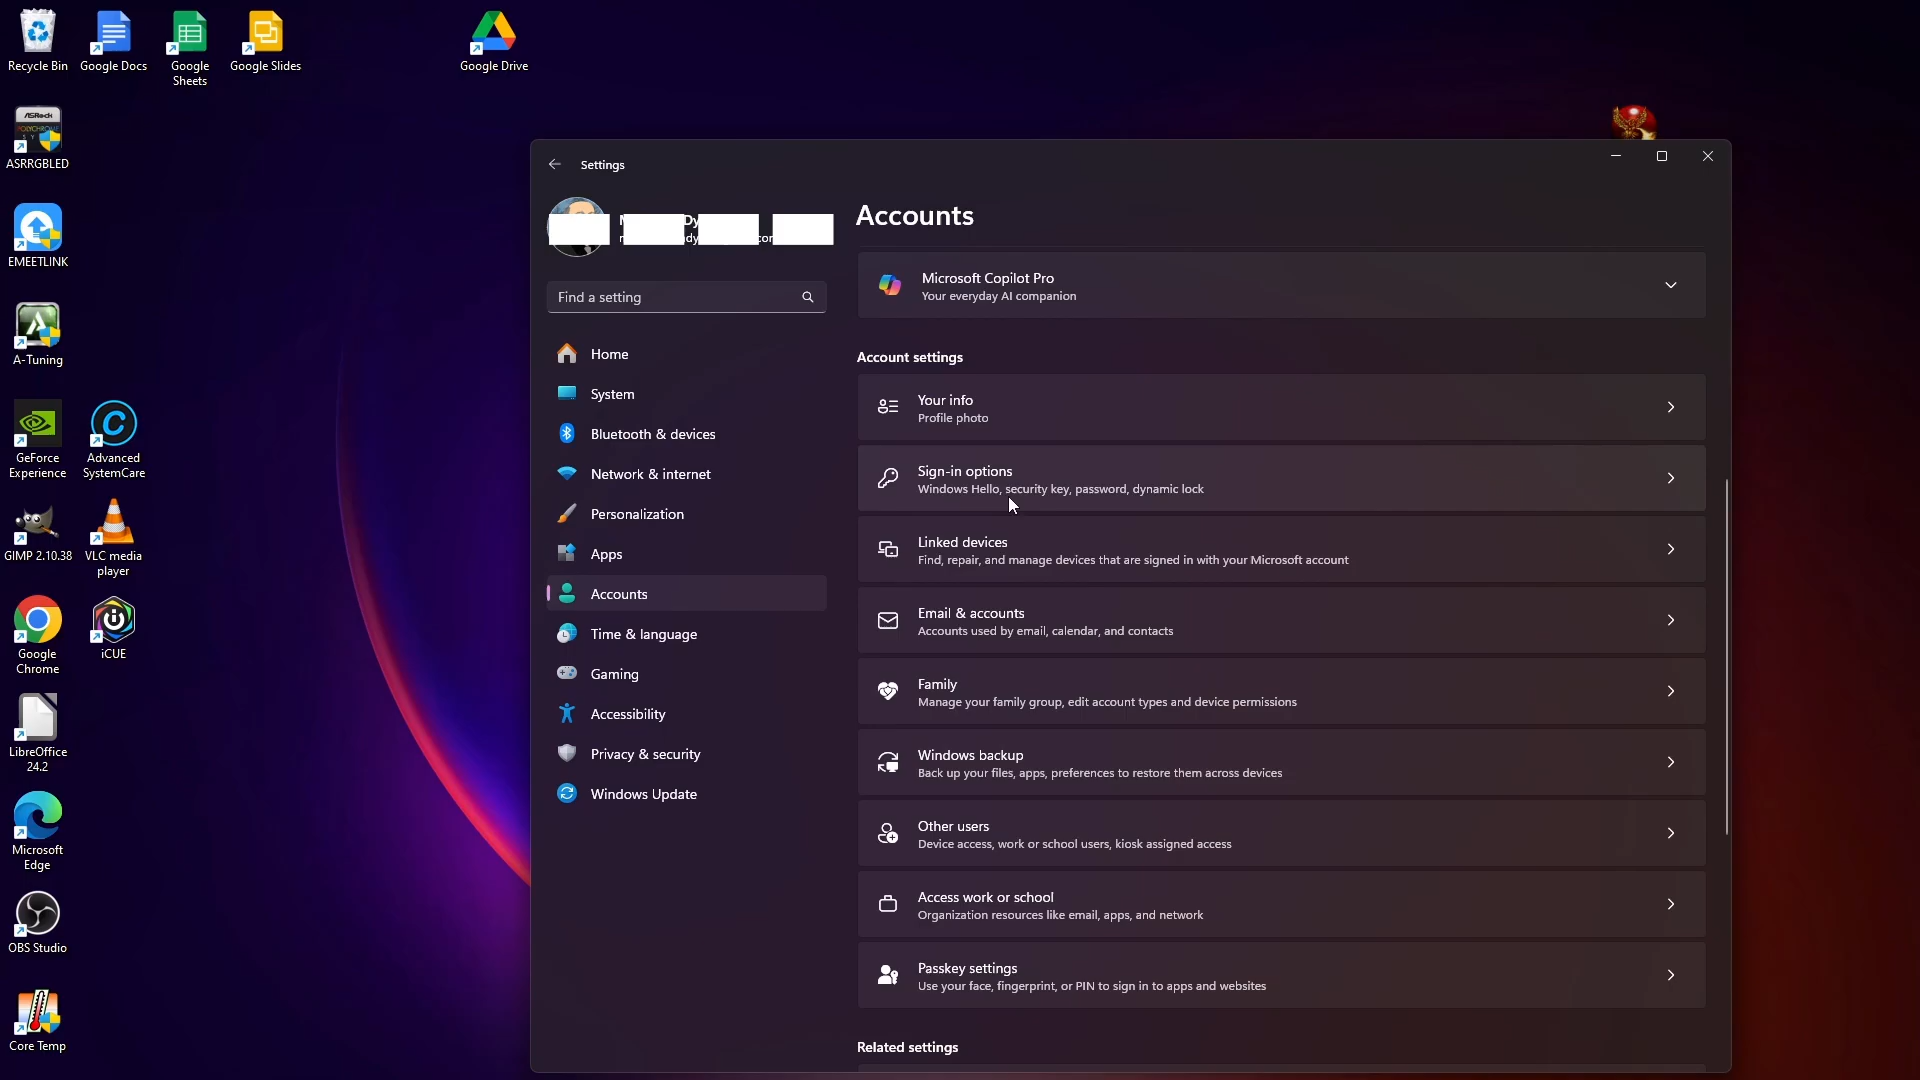 Recycle Bin
Google Docs
Google
Sheets
Google Slides
Google Drive
ASRock
POLYCHROME
ASRRGBLED
EMEETLINK
A-Tuning
GeForce
Experience
Advanced
SystemCare
GIMP 2.10.38
VLC media
player
Google
Chrome
iCUE
LibreOffice
24.2
Microsoft
Edge
OBS Studio
Core Temp
Settings
Dy
Find a setting
Home
System
Bluetooth & devices
Network & internet
Personalization
Apps
Accounts
Time & language
Gaming
Accessibility
Privacy & security
Windows Update
Accounts
Microsoft Copilot Pro
Your everyday AI companion
Account settings
Your info
Profile photo
Sign-in options
Windows Hello, security key, password, dynamic lock
Linked devices
Find, repair, and manage devices that are signed in with your Microsoft account
Email & accounts
Accounts used by email, calendar, and contacts
Family
Manage your family group, edit account types and device permissions
Windows backup
Back up your files, apps, preferences to restore them across devices
Other users
Device access, work or school users, kiosk assigned access
Access work or school
Organization resources like email, apps, and network
Passkey settings
Use your face, fingerprint, or PIN to sign in to apps and websites
Related settings